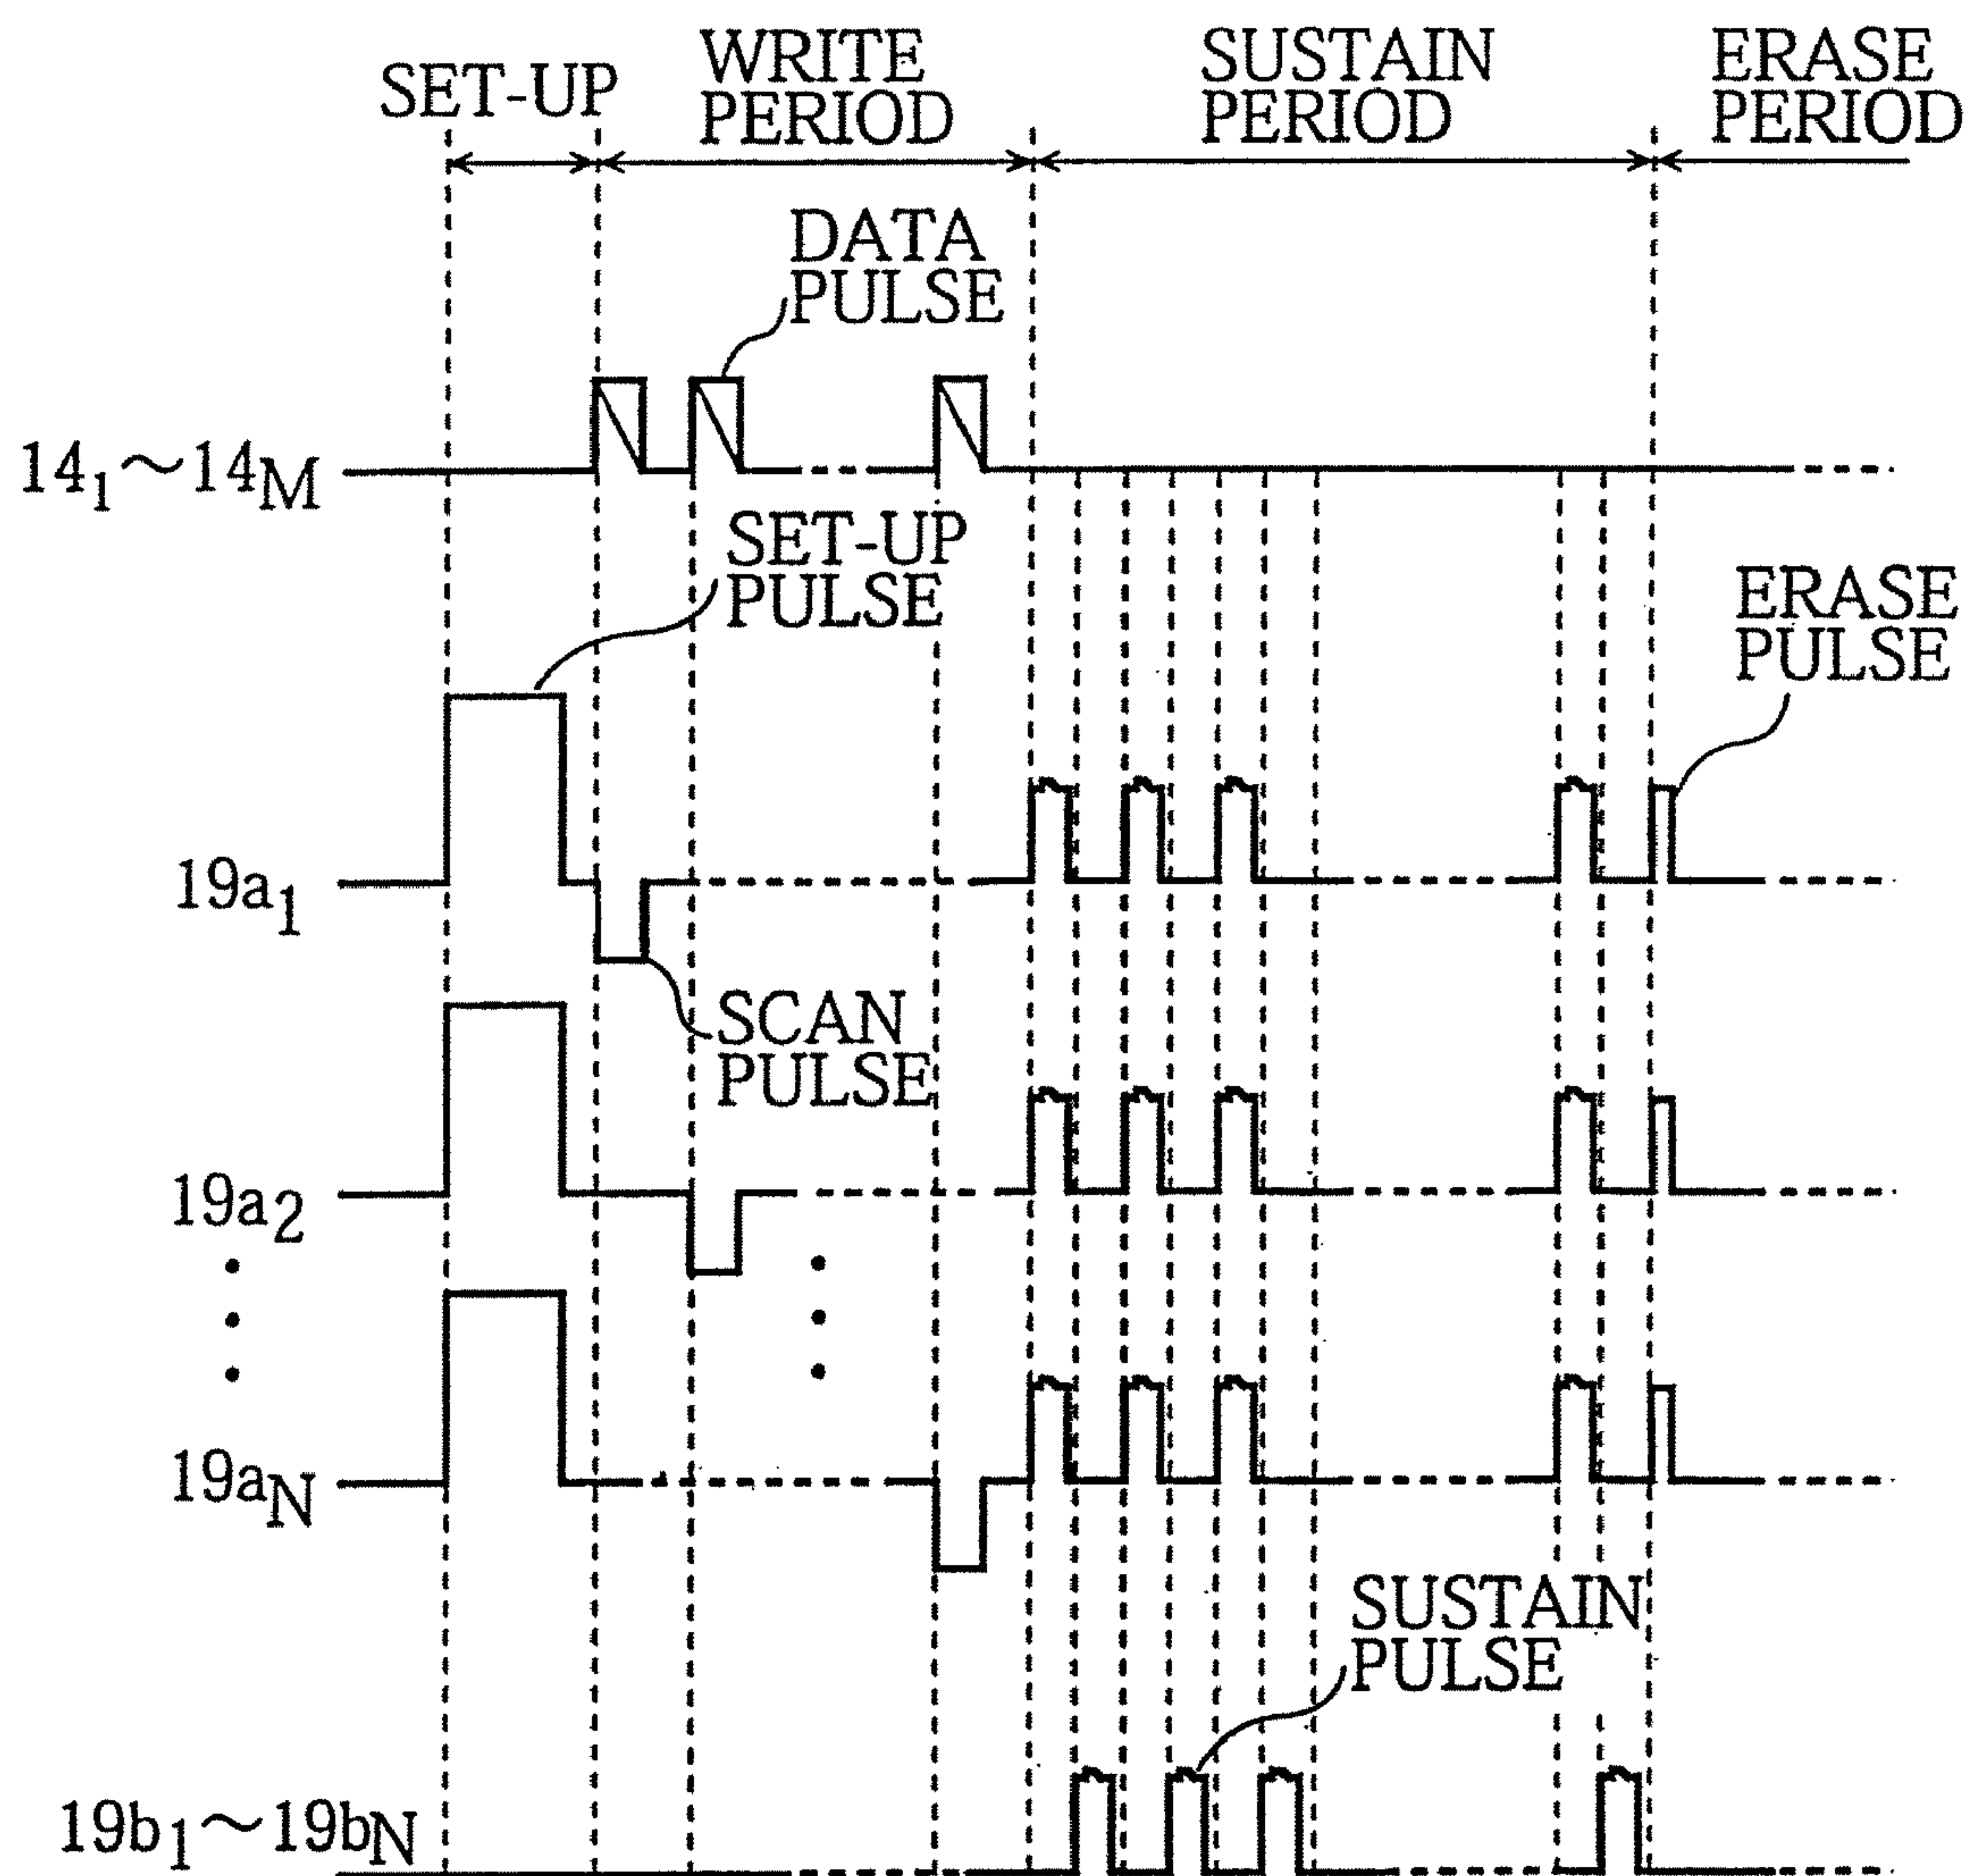 SET-UP
WRITE
PERIOD
SUSTAIN
PERIOD
ERASE
PERIOD
DATA
PULSE
14₁～14M
SET-UP
PULSE
ERASE
PULSE
19a₁
SCAN
PULSE
19a₂
19aN
SUSTAIN
PULSE
19b₁～19bN